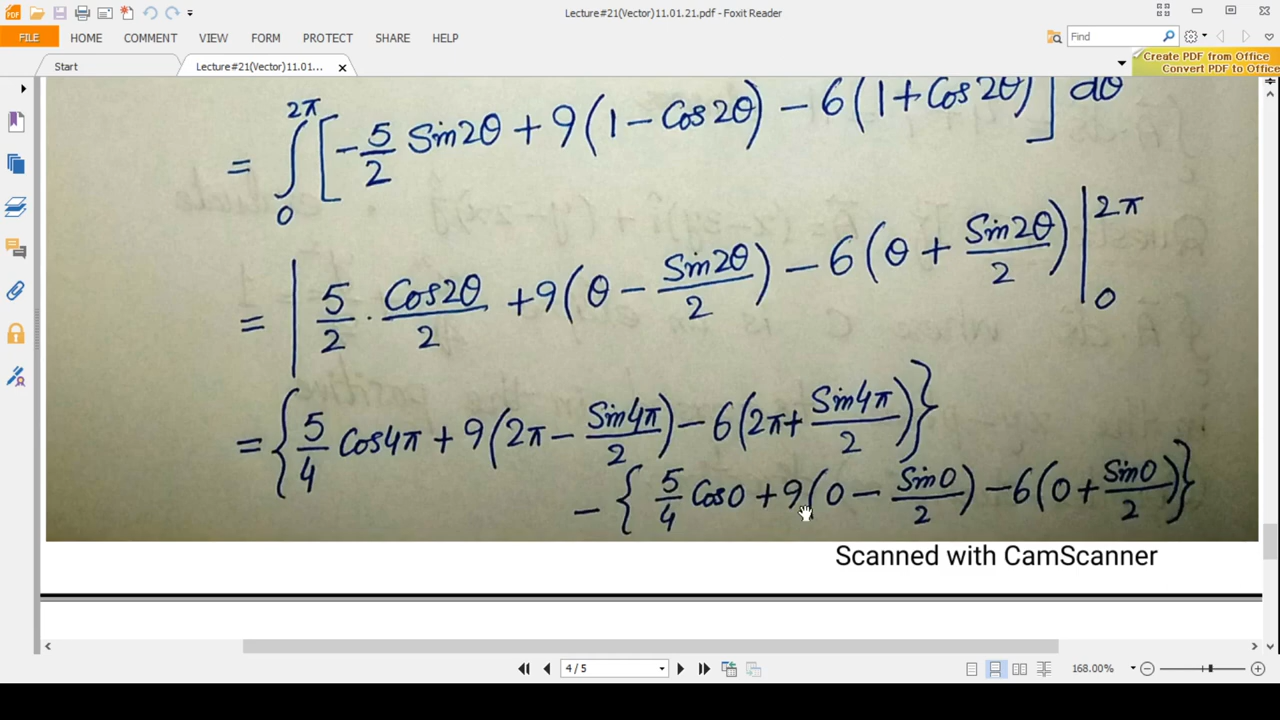 Lecture#21(Vector)11.01.21.pdf - Foxit Reader
FILE HOME COMMENT VIEW FORM PROTECT SHARE HELP
Find
Create PDF from Office
Convert PDF to Office
Start
Lecture#21(Vector)11.01...
= ∫₀^2π [-5/2 Sin2θ + 9(1 - Cos2θ) - 6(1 + Cos2θ)] dθ
= | 5/2 · Cos2θ/2 + 9(θ - Sin2θ/2) - 6(θ + Sin2θ/2) |₀^2π
= {5/4 Cos4π + 9(2π - Sin4π/2) - 6(2π + Sin4π/2)}
- {5/4 Cos0 + 9(0 - Sin0/2) - 6(0 + Sin0/2)}
Scanned with CamScanner
4 / 5
168.00%